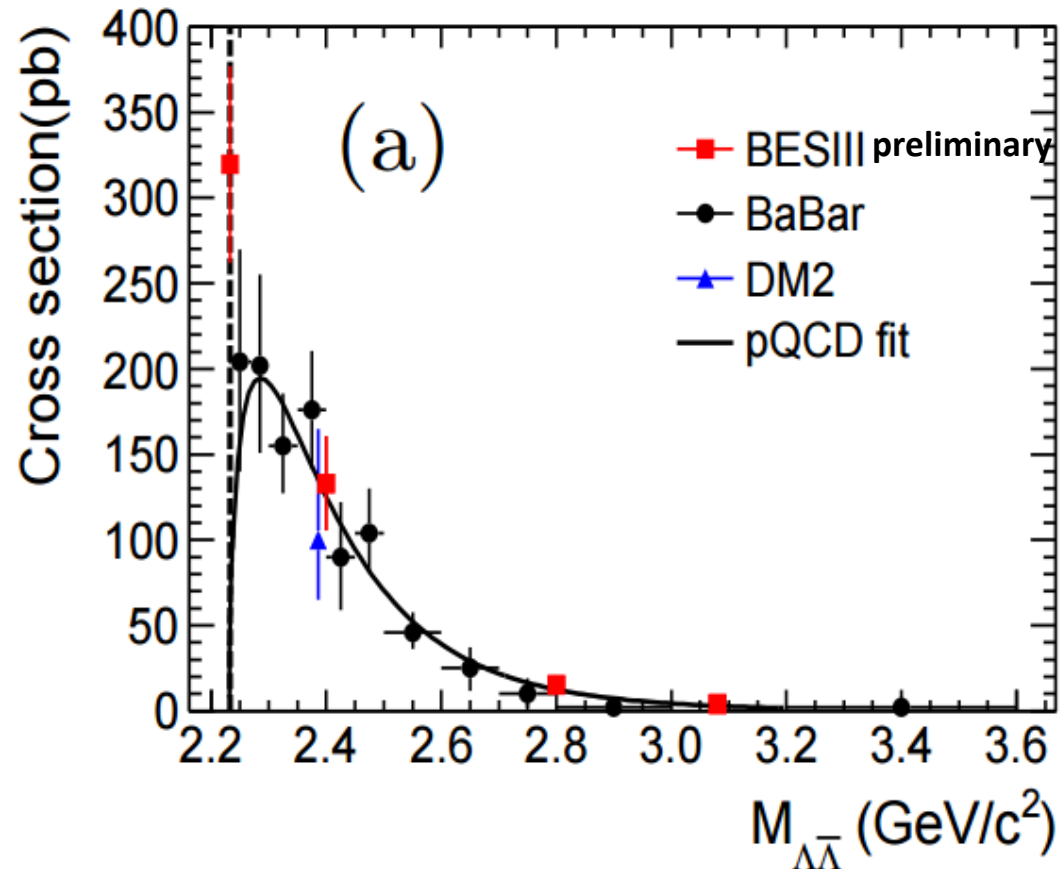 400
350
300
250
200
150
100
50
0
Cross section(pb)
(a)
BESIII preliminary
BaBar
DM2
pQCD fit
2.2 2.4 2.6 2.8 3.0 3.2 3.4 3.6
M_ΛΛ̅ (GeV/c²)